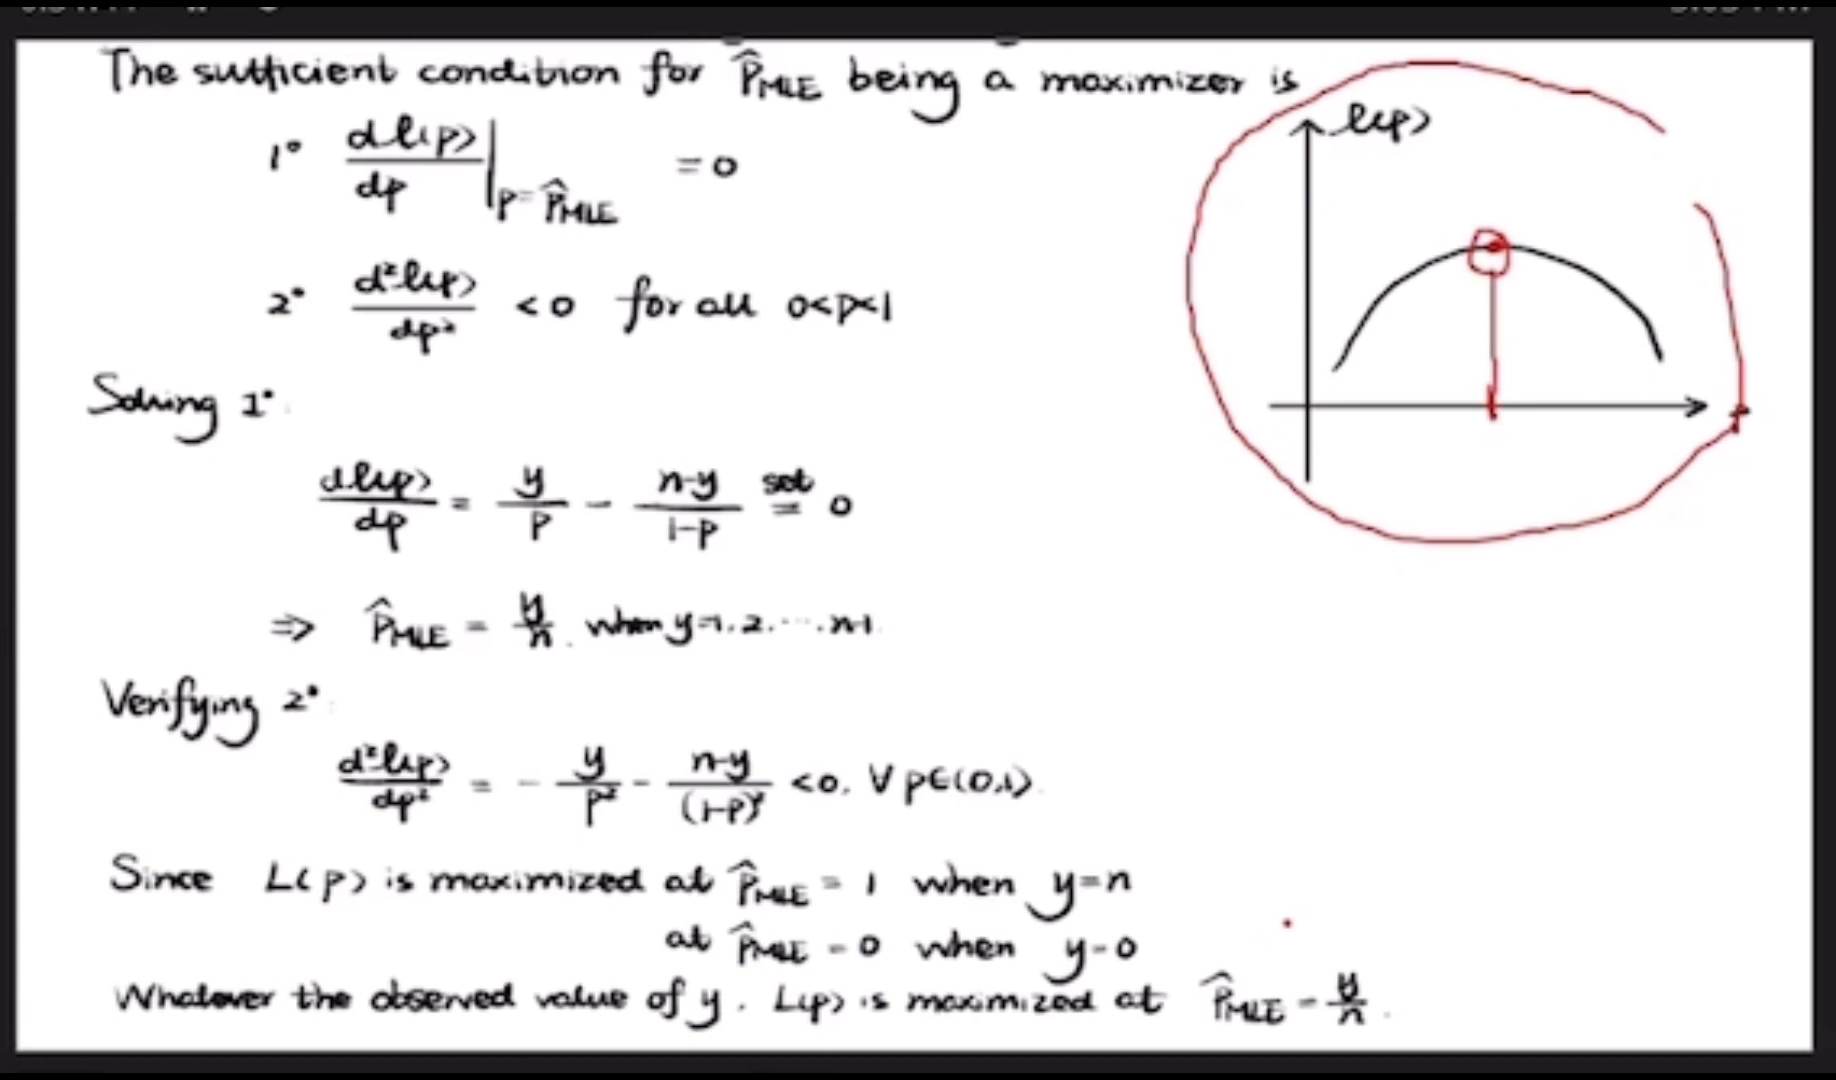 The sufficient condition for P̂MLE being a maximizer is
l(p)
1° dl(p)/dp |p=P̂MLE = 0
2° d²l(p)/dp² < 0 for all 0<p<1
Solving 1°.
dl(p)/dp = y/p - (n-y)/(1-p) set = 0
⇒ P̂MLE = y/n. when y=1.2.....n-1.
Verifying 2°:
d²l(p)/dp² = - y/p² - (n-y)/(1-p)² <0. ∀ p∈(0,1).
Since L(p) is maximized at P̂MLE = 1 when y=n
at P̂MLE = 0 when y=0
Whatever the observed value of y. L(p) is maximized at P̂MLE = y/n.